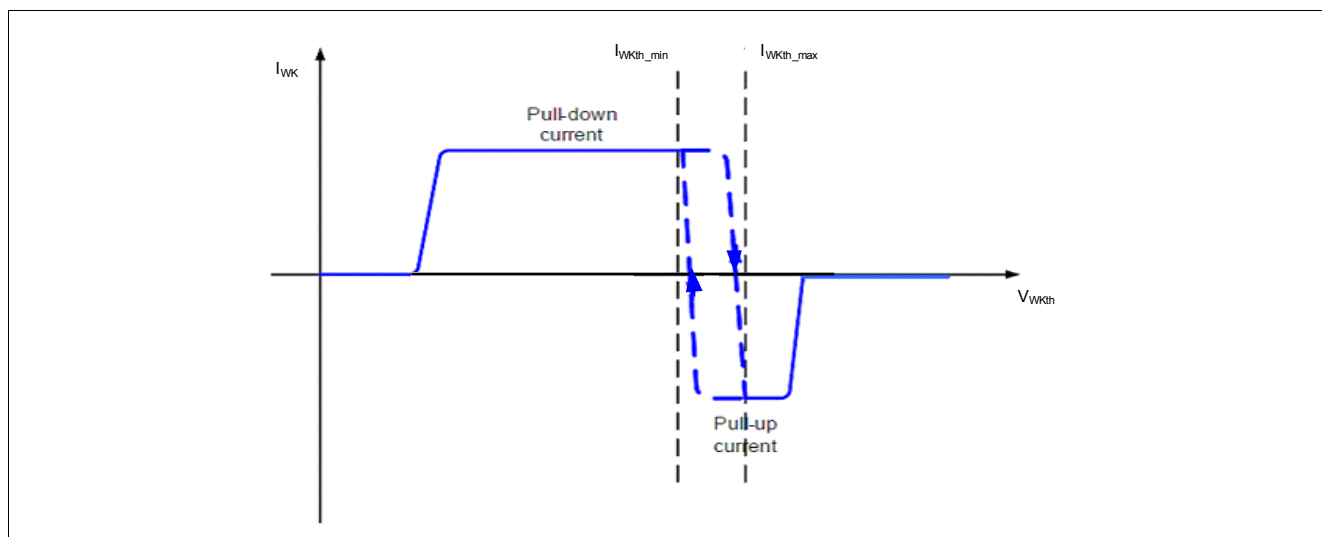 I_WK
I_WKth_min
I_WKth_max
Pull-down
current
V_WKth
Pull-up
current